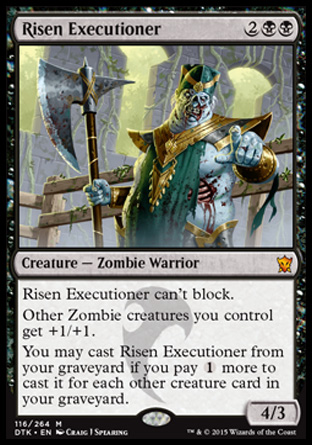 Risen Executioner 2
Creature — Zombie Warrior
Risen Executioner can't block.
Other Zombie creatures you control
get +1/+1.
You may cast Risen Executioner from
your graveyard if you pay 1 more to
cast it for each other creature card in
your graveyard.
116/264 M
DTK • EN Craig J Spearing
4/3
™ & © 2015 Wizards of the Coast